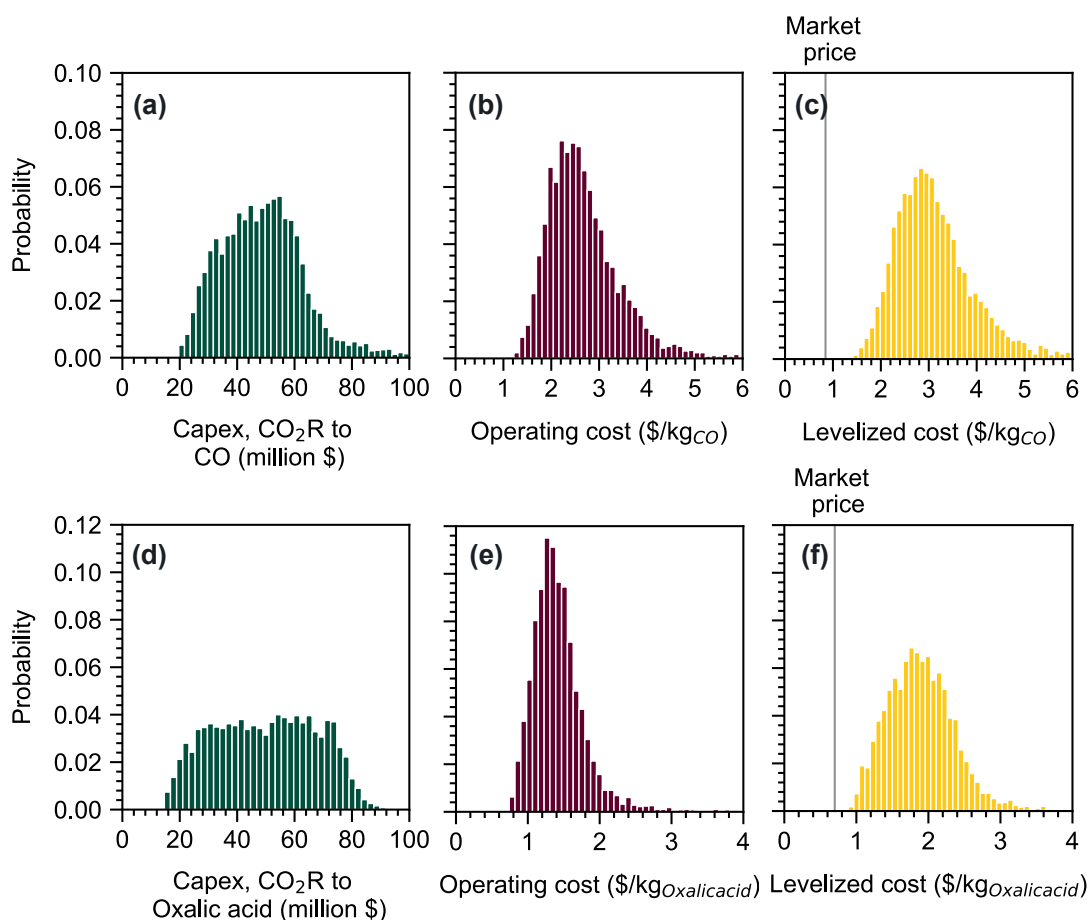 Market
price
0.10
0.08
0.06
0.04
0.02
0.00
Probability
(a)
0 20 40 60 80 100
Capex, CO₂R to
CO (million $)
(b)
0 1 2 3 4 5 6
Operating cost ($/kg_CO)
(c)
0 1 2 3 4 5 6
Levelized cost ($/kg_CO)
Market
price
0.12
0.10
0.08
0.06
0.04
0.02
0.00
Probability
(d)
0 20 40 60 80 100
Capex, CO₂R to
Oxalic acid (million $)
(e)
0 1 2 3 4
Operating cost ($/kg_Oxalicacid)
(f)
0 1 2 3 4
Levelized cost ($/kg_Oxalicacid)